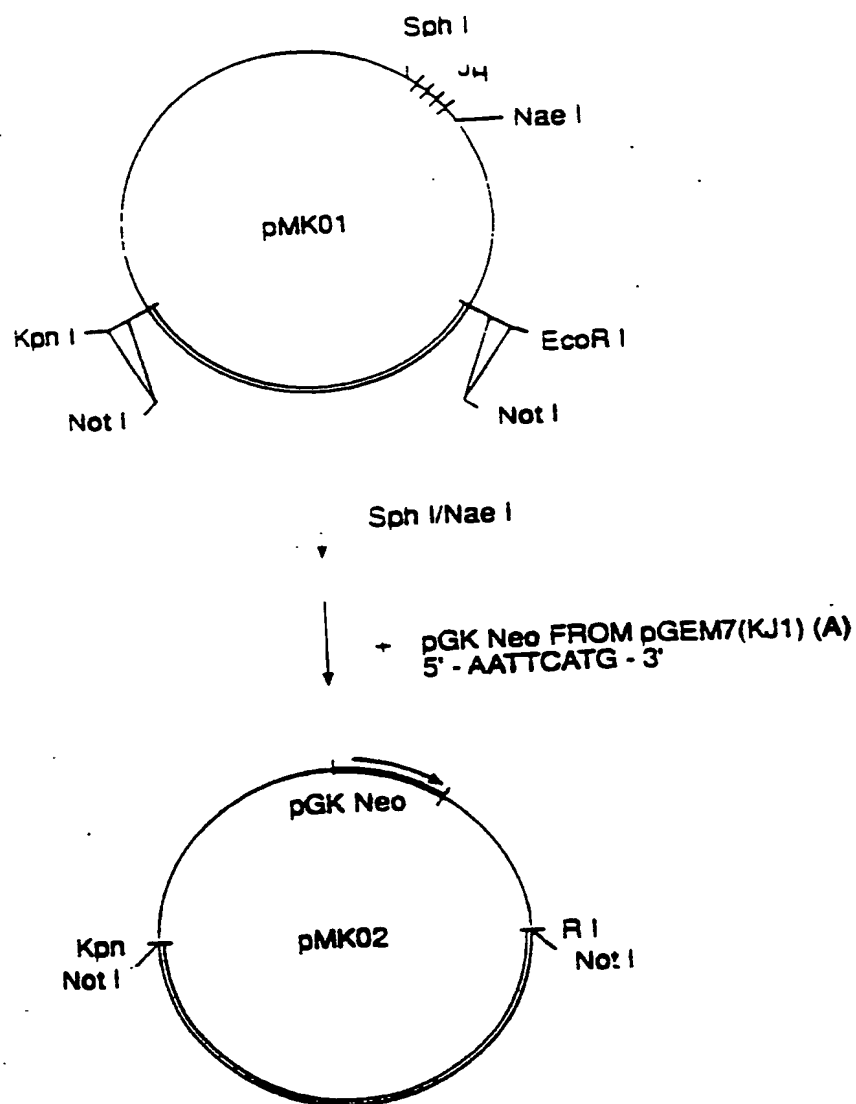 Sph I
JH
Nae I
pMK01
Kpn I
EcoR I
Not I
Not I
Sph I/Nae I
+ pGK Neo FROM pGEM7(KJ1) (A)
5' - AATTCATG - 3'
pGK Neo
pMK02
Kpn
R I
Not I
Not I